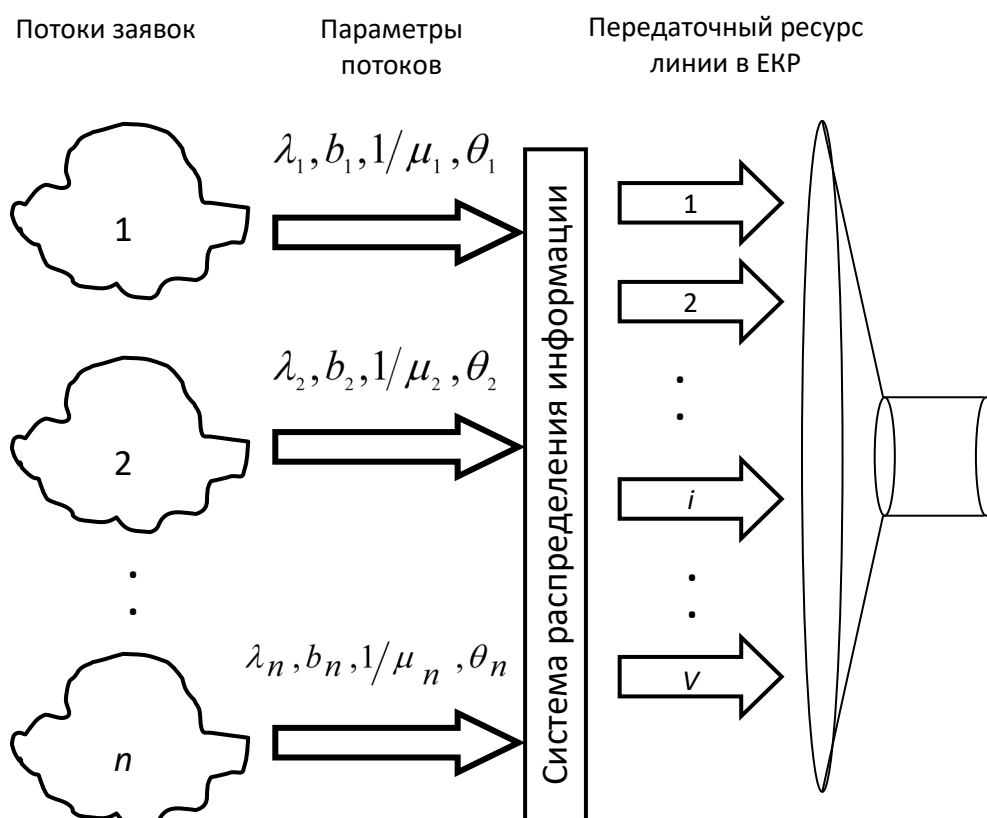 Потоки заявок
Параметры
потоков
Передаточный ресурс
линии в ЕКР
1
2
n
λ₁, b₁, 1/μ₁, θ₁
λ₂, b₂, 1/μ₂, θ₂
λₙ, bₙ, 1/μₙ, θₙ
Система распределения информации
1
2
i
V